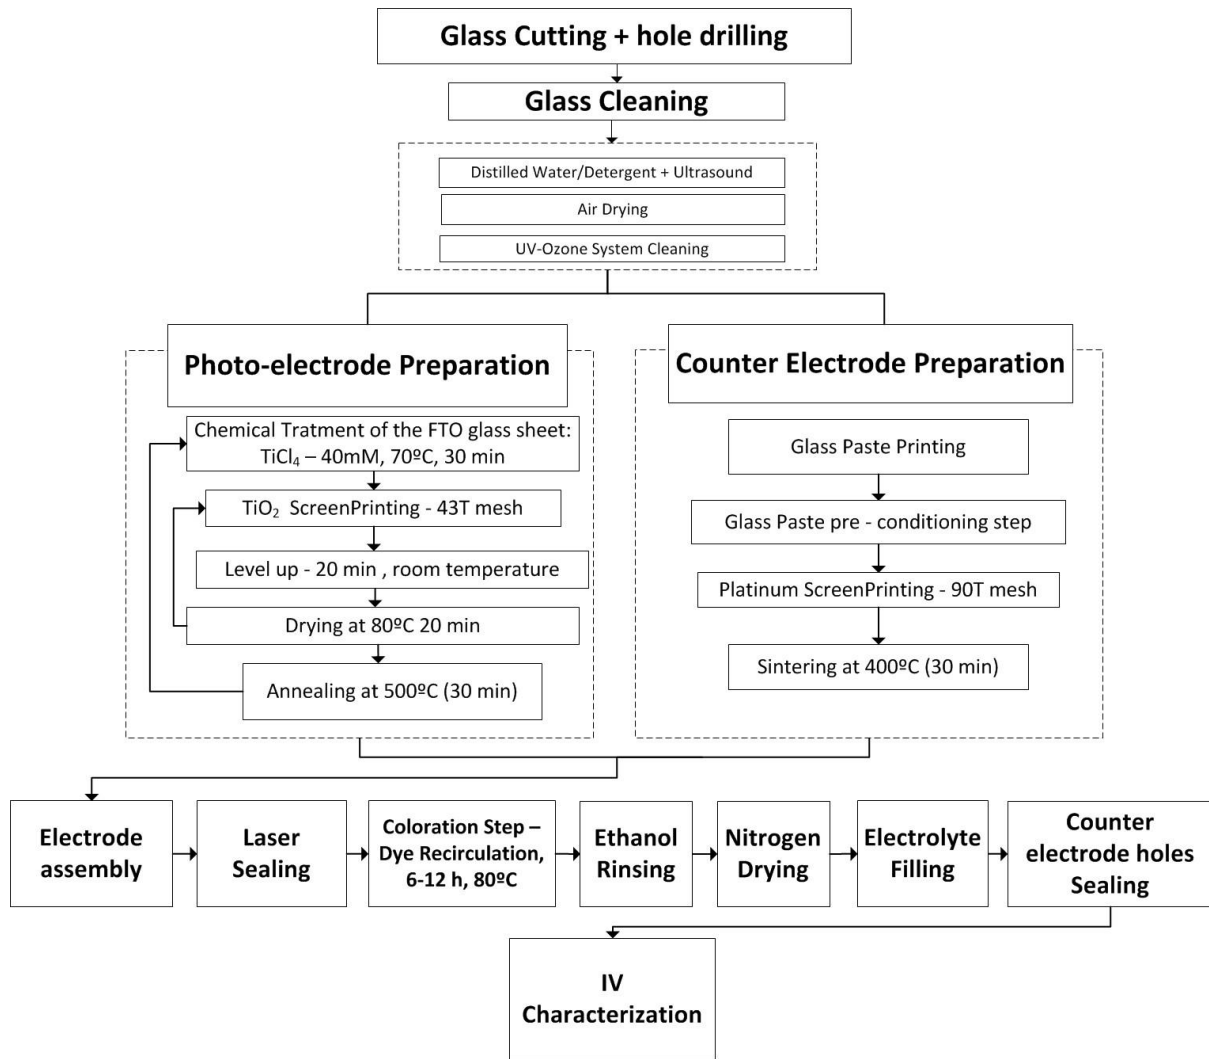 Glass Cutting + hole drilling
Glass Cleaning
Distilled Water/Detergent + Ultrasound
Air Drying
UV-Ozone System Cleaning
Photo-electrode Preparation
Chemical Tratment of the FTO glass sheet:
TiCl₄ – 40mM, 70ºC, 30 min
TiO₂ ScreenPrinting - 43T mesh
Level up - 20 min , room temperature
Drying at 80ºC 20 min
Annealing at 500ºC (30 min)
Counter Electrode Preparation
Glass Paste Printing
Glass Paste pre - conditioning step
Platinum ScreenPrinting - 90T mesh
Sintering at 400ºC (30 min)
Electrode
assembly
Laser
Sealing
Coloration Step –
Dye Recirculation,
6-12 h, 80ºC
Ethanol
Rinsing
Nitrogen
Drying
Electrolyte
Filling
Counter
electrode holes
Sealing
IV
Characterization